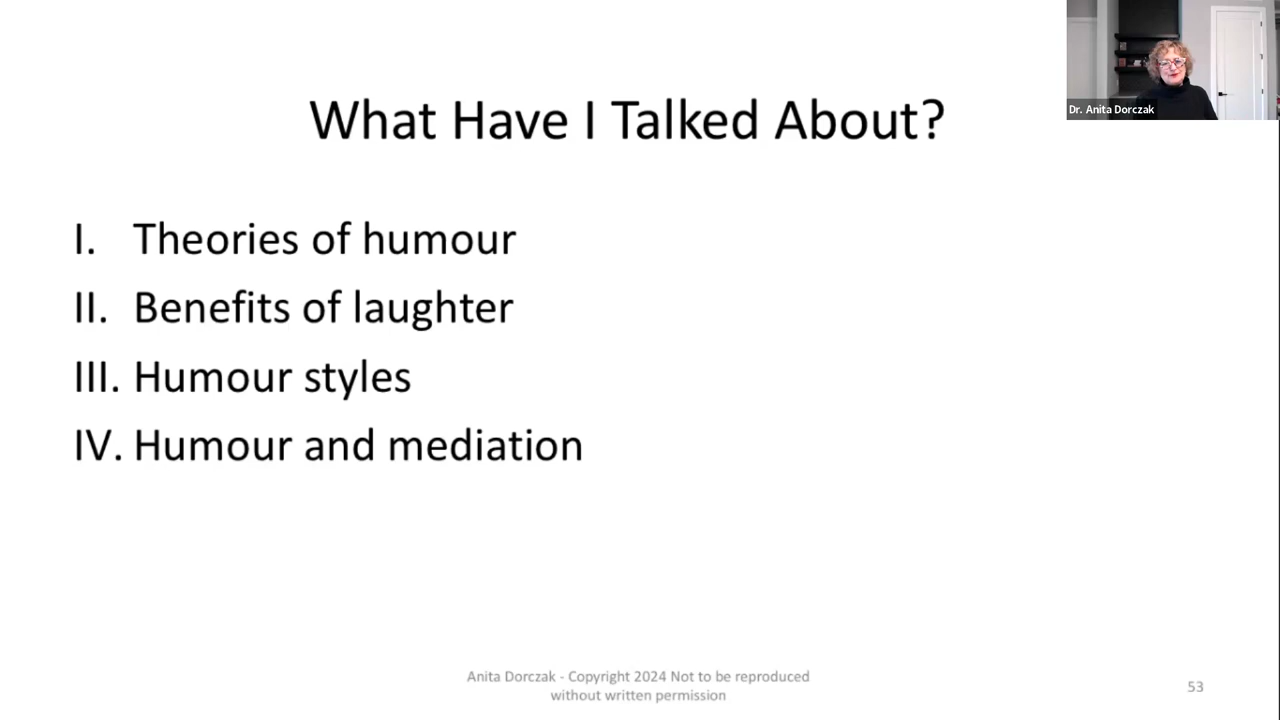 Dr. Anita Dorczak
What Have I Talked About?
I. Theories of humour
II. Benefits of laughter
III. Humour styles
IV. Humour and mediation
Anita Dorczak - Copyright 2024 Not to be reproduced
without written permission
53